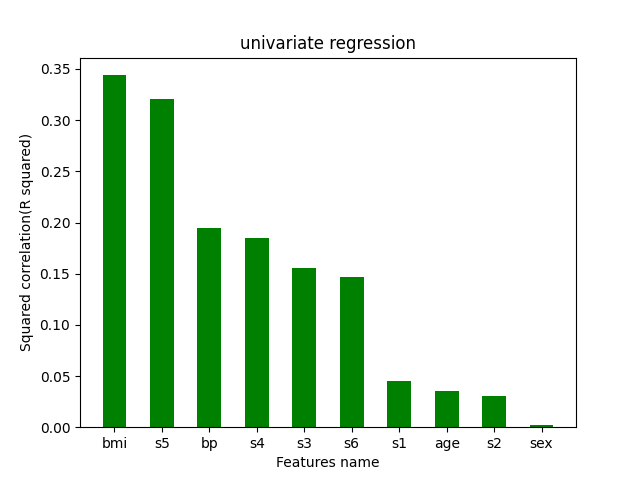 univariate regression
Squared correlation(R squared)
0.35
0.30
0.25
0.20
0.15
0.10
0.05
0.00
bmi s5 bp s4 s3 s6 s1 age s2 sex
Features name